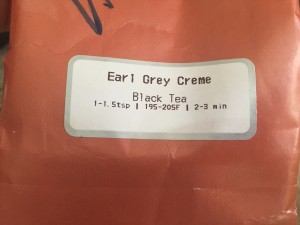 Earl Grey Creme
Black Tea
1-1.5tsp | 195-205F | 2-3 min